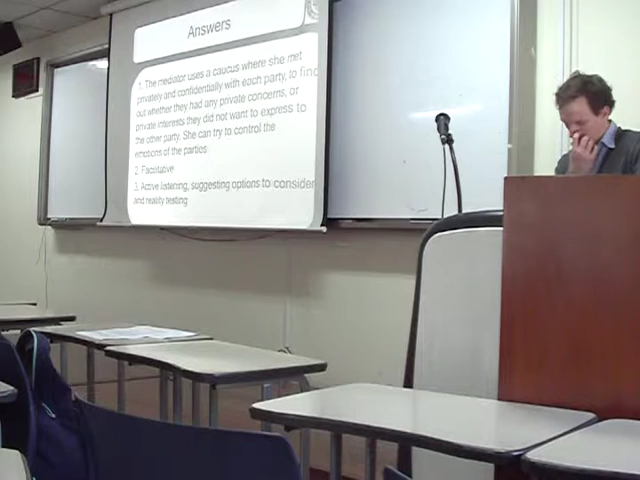 Answers
1. The mediator uses a caucus where she met
privately and confidentially with each party, to find
out whether they had any private concerns, or
private interests they did not want to express to
the other party. She can try to control the
emotions of the parties
2. Facilitative
3. Active listening, suggesting options to consider
and reality testing